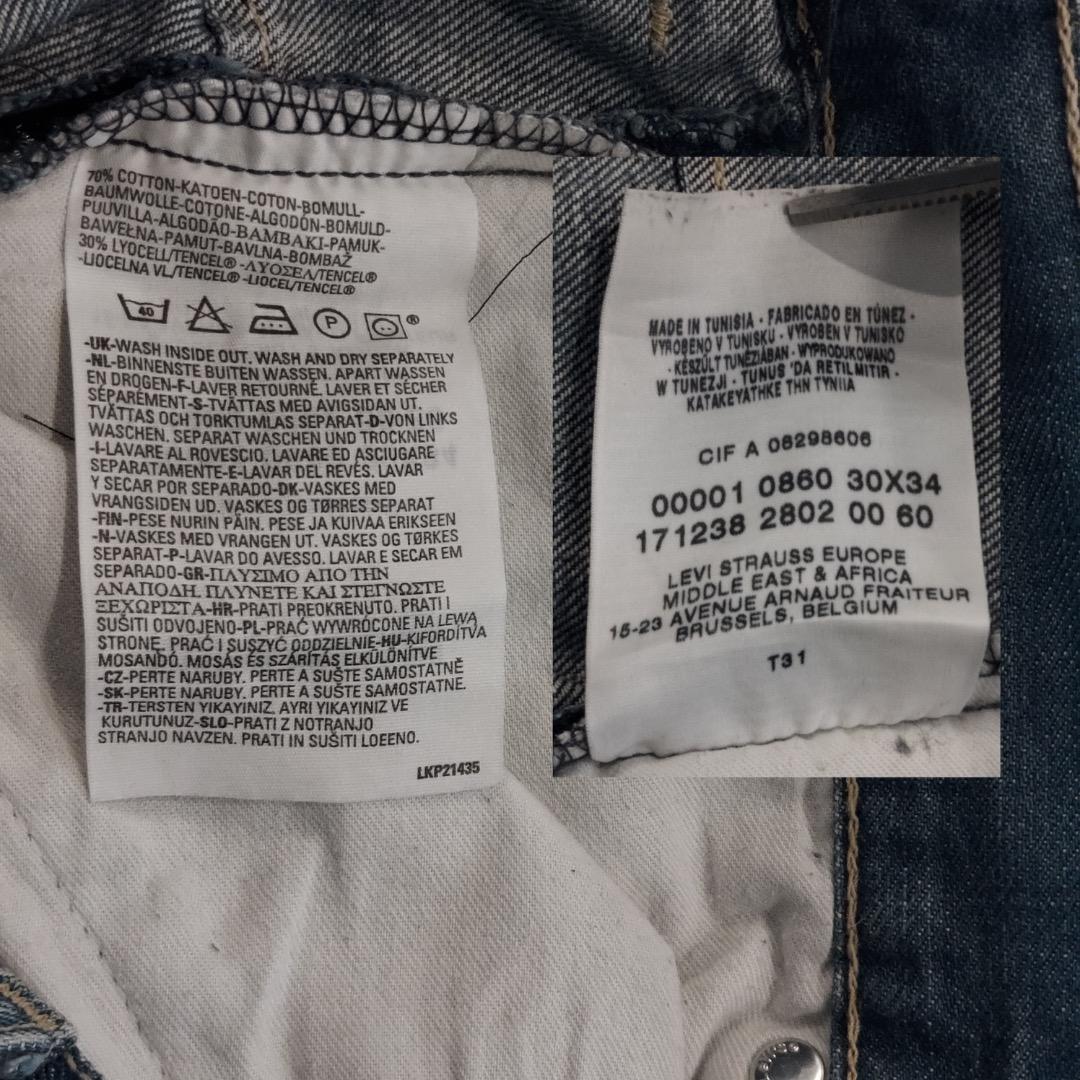 70% COTTON-KATOEN-COTON-BOMULL-
BAUMWOLLE-COTONE-ALGODÓN-BOMULD-
PUUVILLA-ALGODÃO-ΒΑΜΒΑΚΙ-PAMUK-
BAWEŁNA-PAMUT-BAVLNA-BOMBAŽ
30% LYOCELL/TENCEL® -ΛΥΟΣΕΛ/TENCEL®
-LIOCELNA VL/TENCEL® -LIOCEL/TENCEL®
40 P ®
-UK-WASH INSIDE OUT. WASH AND DRY SEPARATELY
-NL-BINNENSTE BUITEN WASSEN. APART WASSEN
EN DROGEN-F-LAVER RETOURNÉ. LAVER ET SÉCHER
SÉPARÉMENT-S-TVÄTTAS MED AVIGSIDAN UT.
TVÄTTAS OCH TORKTUMLAS SEPARAT-D-VON LINKS
WASCHEN. SEPARAT WASCHEN UND TROCKNEN
-I-LAVARE AL ROVESCIO. LAVARE ED ASCIUGARE
SEPARATAMENTE-E-LAVAR DEL REVÉS. LAVAR
Y SECAR POR SEPARADO-DK-VASKES MED
VRANGSIDEN UD. VASKES OG TØRRES SEPARAT
-FIN-PESE NURIN PÄIN. PESE JA KUIVAA ERIKSEEN
-N-VASKES MED VRANGEN UT. VASKES OG TØRKES
SEPARAT-P-LAVAR DO AVESSO. LAVAR E SECAR EM
SEPARADO-GR-ΠΛΥΣΙΜΟ ΑΠΟ ΤΗΝ
ΑΝΑΠΟΔΗ. ΠΛΥΝΕΤΕ ΚΑΙ ΣΤΕΓΝΩΣΤΕ
ΞΕΧΩΡΙΣΤΑ-HR-PRATI PREOKRENUTO. PRATI I
SUŠITI ODVOJENO-PL-PRAĆ WYWRÓCONE NA LEWĄ
STRONĘ. PRAĆ I SUSZYĆ ODDZIELNIE-HU-KIFORDÍTVA
MOSANDÓ. MOSÁS ÉS SZÁRÍTÁS ELKÜLÖNÍTVE
-CZ-PERTE NARUBY. PERTE A SUŠTE SAMOSTATNĚ
-SK-PERTE NARUBY. PERTE A SUŠTE SAMOSTATNE.
-TR-TERSTEN YIKAYINIZ. AYRI YIKAYINIZ VE
KURUTUNUZ-SLO-PRATI Z NOTRANJO
STRANJO NAVZEN. PRATI IN SUŠITI LOEENO.
LKP21435
MADE IN TUNISIA · FABRICADO EN TÚNEZ ·
VYROBENO V TUNISKU · VYROBEN V TUNISKO
· KÉSZÜLT TUNÉZIÁBAN · WYPRODUKOWANO
W TUNEZJI · TUNUS 'DA RETILMITIR ·
KATAKEYATHKE THN TYNIIA
CIF A 06298606
00001 0860 30X34
171238 2802 00 60
LEVI STRAUSS EUROPE
MIDDLE EAST & AFRICA
15-23 AVENUE ARNAUD FRAITEUR
BRUSSELS, BELGIUM
T31